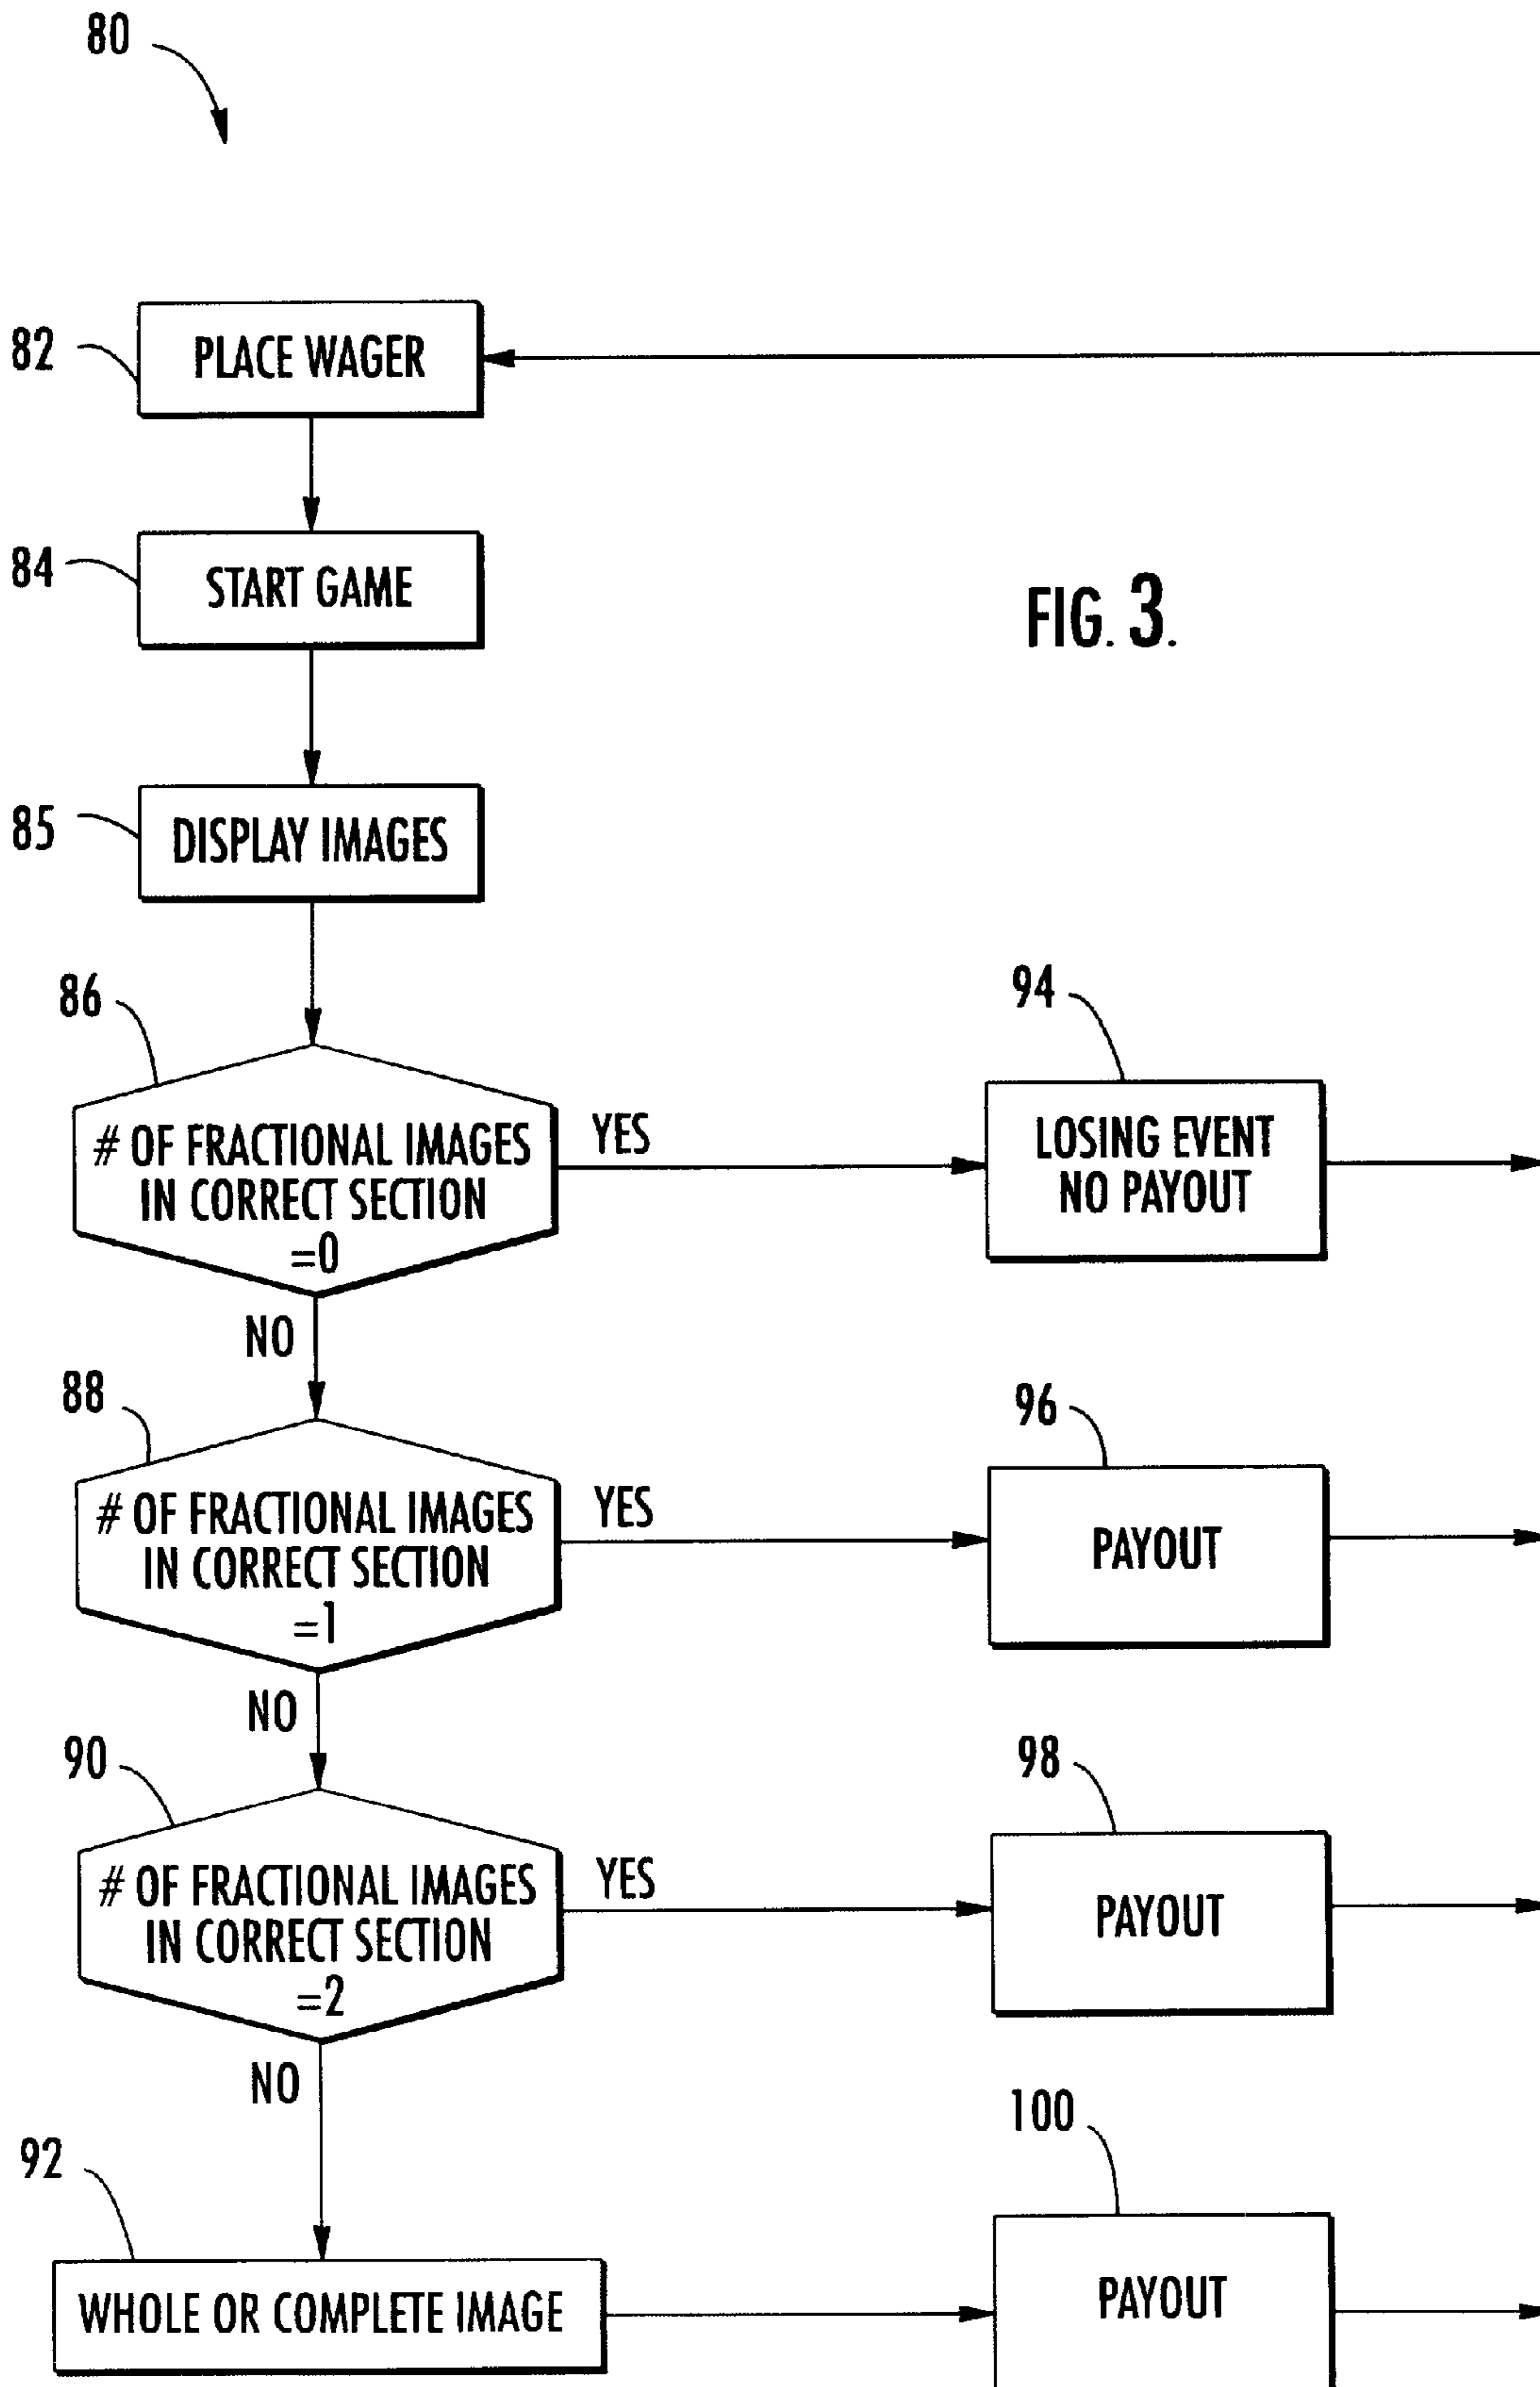 80
82
PLACE WAGER
84
START GAME
FIG. 3.
85
DISPLAY IMAGES
86
# OF FRACTIONAL IMAGES
IN CORRECT SECTION
=0
YES
94
LOSING EVENT
NO PAYOUT
NO
88
# OF FRACTIONAL IMAGES
IN CORRECT SECTION
=1
YES
96
PAYOUT
NO
90
# OF FRACTIONAL IMAGES
IN CORRECT SECTION
=2
YES
98
PAYOUT
NO
92
WHOLE OR COMPLETE IMAGE
100
PAYOUT